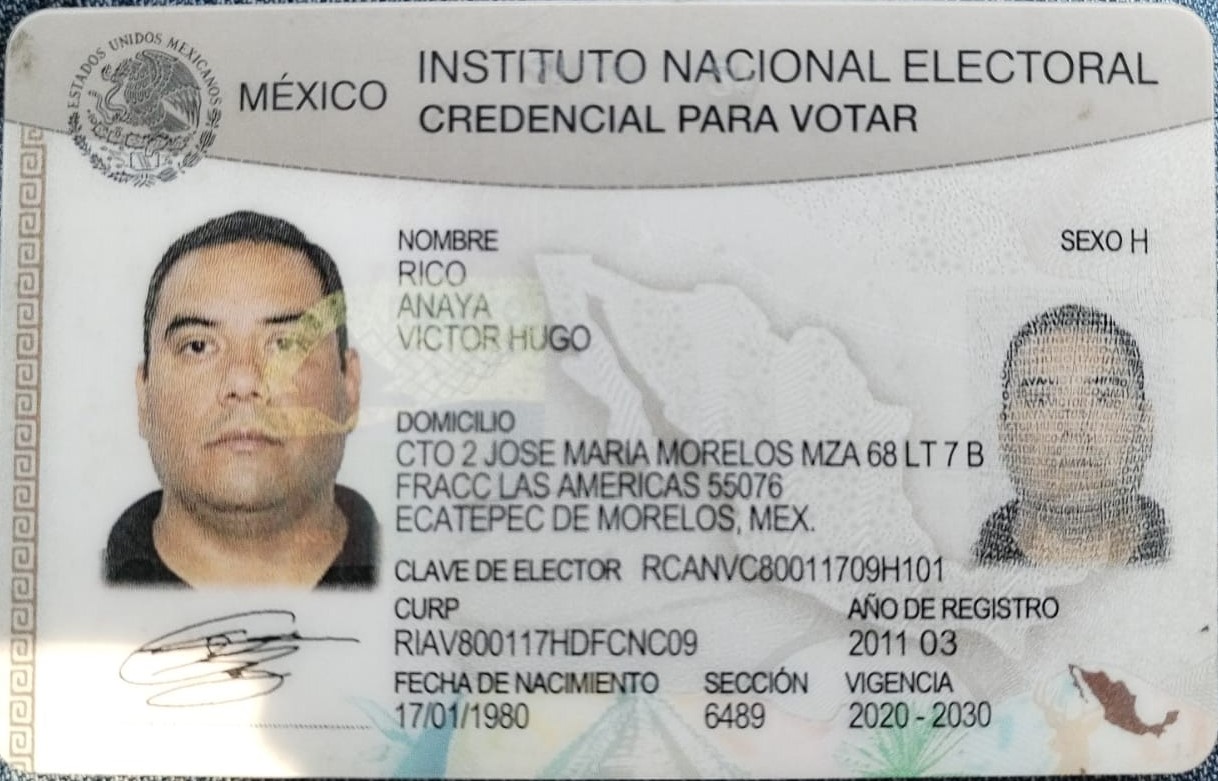 ESTADOS UNIDOS MEXICANOS
MÉXICO
INSTITUTO NACIONAL ELECTORAL
CREDENCIAL PARA VOTAR
NOMBRE
RICO
ANAYA
VICTOR HUGO
SEXO H
DOMICILIO
CTO 2 JOSE MARIA MORELOS MZA 68 LT 7 B
FRACC LAS AMERICAS 55076
ECATEPEC DE MORELOS, MEX.
CLAVE DE ELECTOR RCANVC80011709H101
CURP
RIAV800117HDFCNC09
AÑO DE REGISTRO
2011 03
FECHA DE NACIMIENTO
17/01/1980
SECCIÓN
6489
VIGENCIA
2020 - 2030